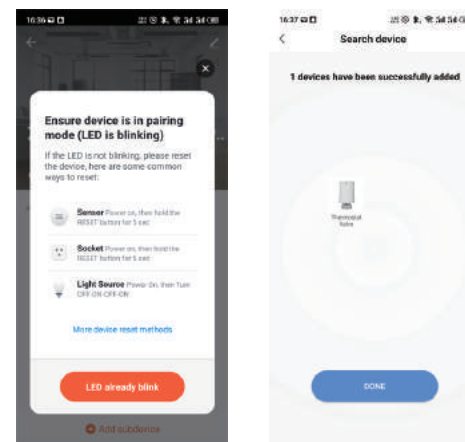 16:36
Ensure device is in pairing
mode (LED is blinking)
If the LED is not blinking, please reset
the device, here are some common
ways to reset:
Sensor Power on, then hold the
RESET button for 5 sec
Socket Power on, then hold the
RESET button for 5 sec
Light Source Power On, then Turn
OFF-ON-OFF-ON
More device reset methods
LED already blink
Add subdevice
16:37
Search device
1 devices have been successfully added
Thermostat
DONE